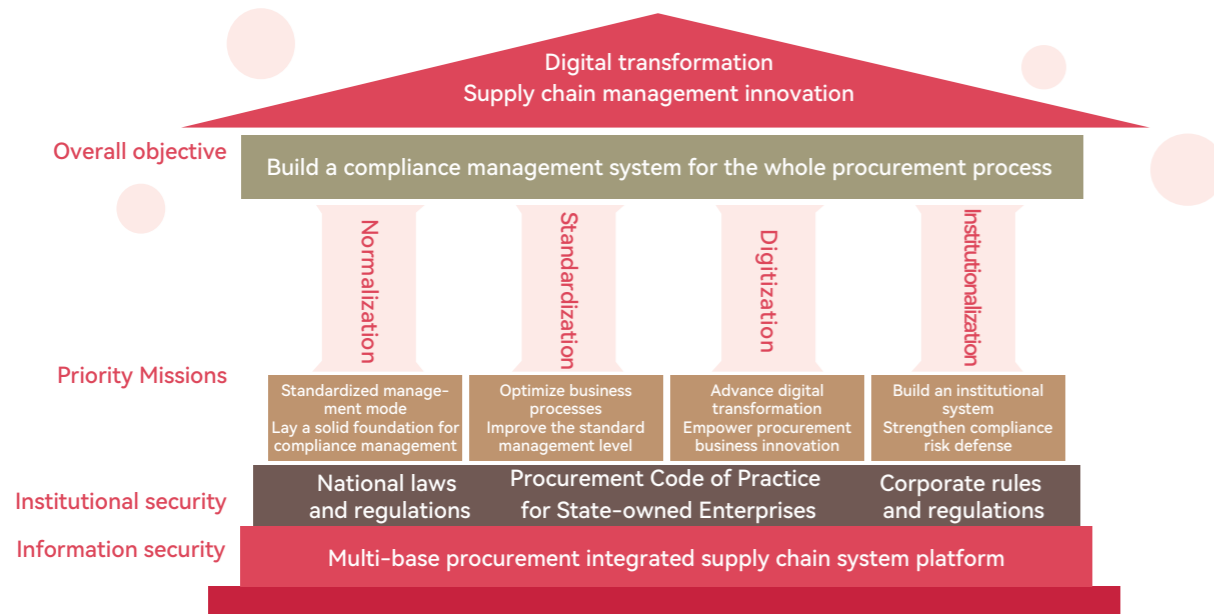 Digital transformation
Supply chain management innovation
Overall objective
Build a compliance management system for the whole procurement process
Normalization
Standardization
Digitization
Institutionalization
Priority Missions
Standardized manage-
ment mode
Lay a solid foundation for
compliance management
Optimize business
processes
Improve the standard
management level
Advance digital
transformation
Empower procurement
business innovation
Build an institutional
system
Strengthen compliance
risk defense
Institutional security
National laws
and regulations
Procurement Code of Practice
for State-owned Enterprises
Corporate rules
and regulations
Information security
Multi-base procurement integrated supply chain system platform